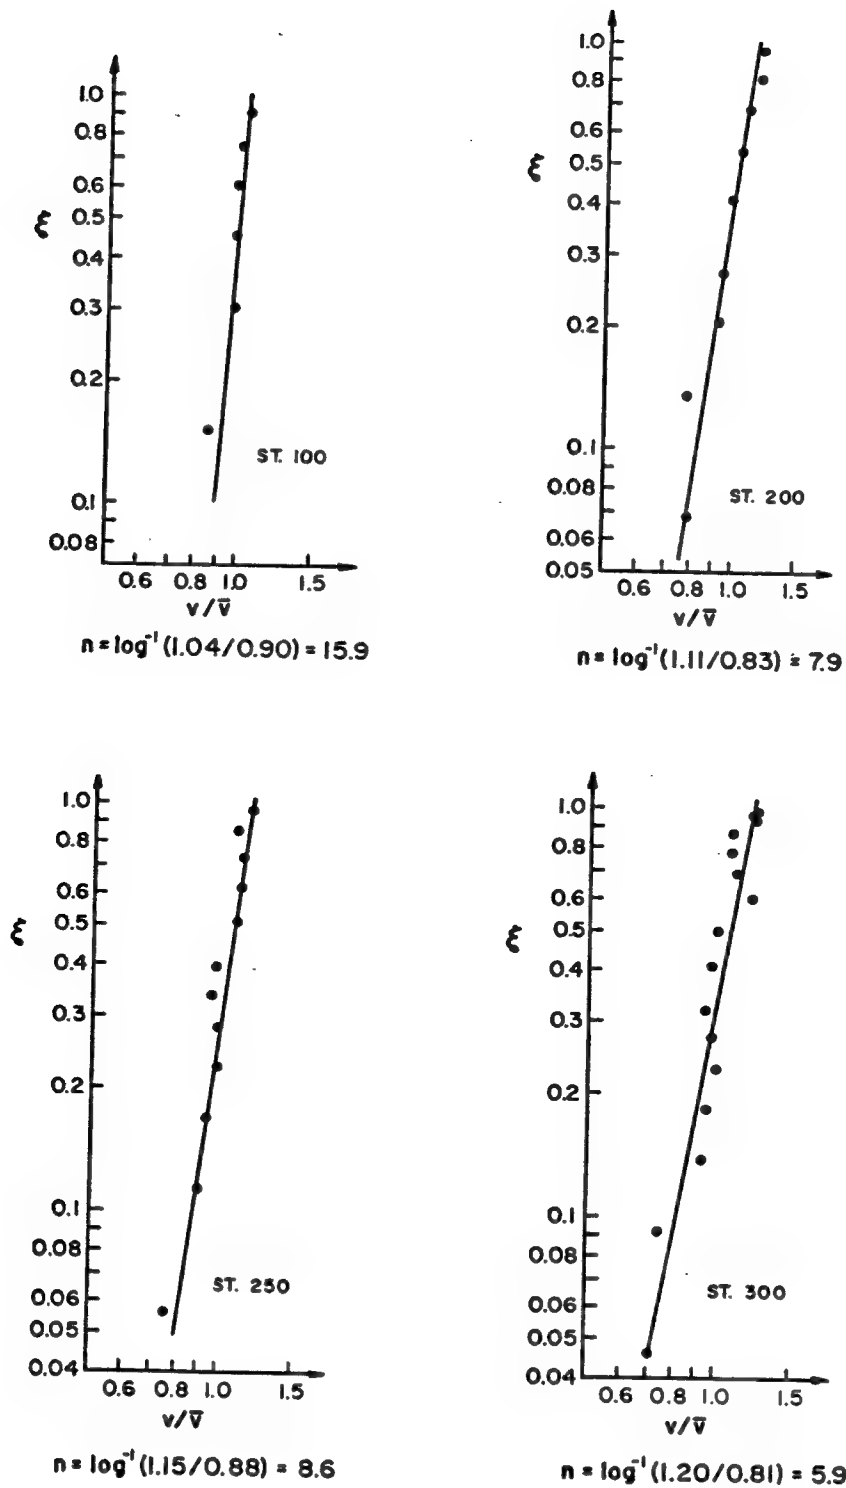 1.0
0.8
0.6
0.5
0.4
0.3
0.2
0.1
0.08
ξ
ST. 100
0.6 0.8 1.0 1.5
v/v̅
n = log⁻¹(1.04/0.90) = 15.9
1.0
0.8
0.6
0.5
0.4
0.3
0.2
0.1
0.08
0.06
0.05
ξ
ST. 200
0.6 0.8 1.0 1.5
v/v̅
n = log⁻¹(1.11/0.83) = 7.9
1.0
0.8
0.6
0.5
0.4
0.3
0.2
0.1
0.08
0.06
0.05
0.04
ξ
ST. 250
0.6 0.8 1.0 1.5
v/v̅
n = log⁻¹(1.15/0.88) = 8.6
1.0
0.8
0.6
0.5
0.4
0.3
0.2
0.1
0.08
0.06
0.05
0.04
ξ
ST. 300
0.6 0.8 1.0 1.5
v/v̅
n = log⁻¹(1.20/0.81) = 5.9